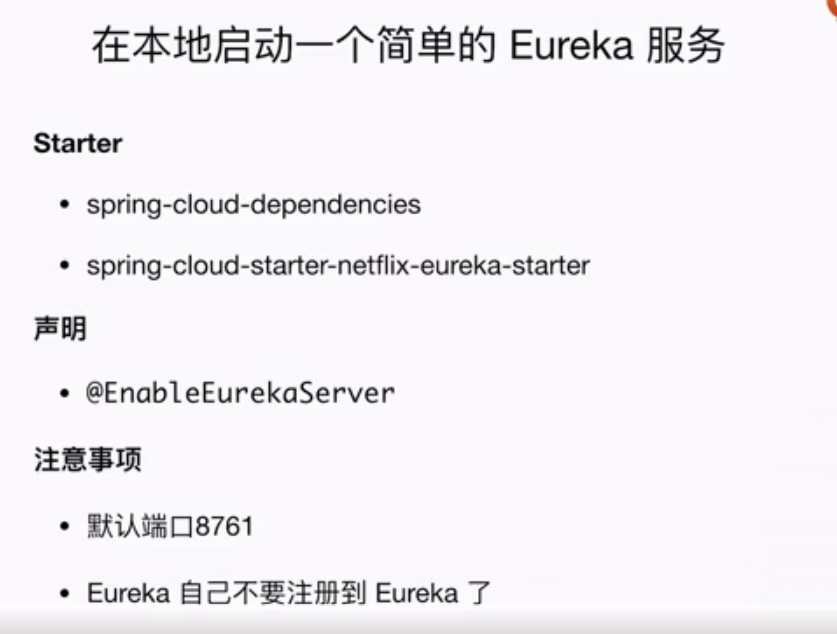 在本地启动一个简单的 Eureka 服务
Starter
• spring-cloud-dependencies
• spring-cloud-starter-netflix-eureka-starter
声明
• @EnableEurekaServer
注意事项
• 默认端口8761
• Eureka 自己不要注册到 Eureka 了